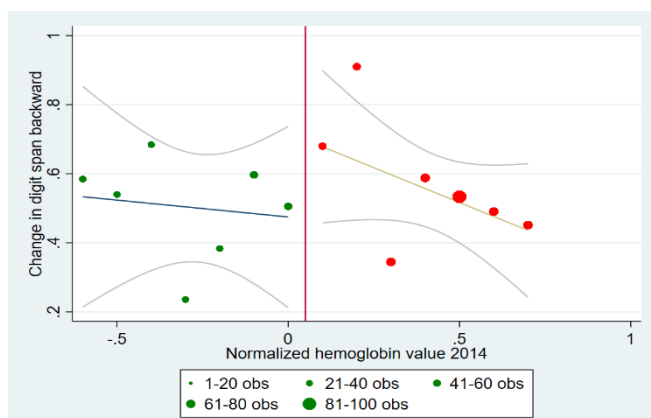 Change in digit span backward
1
.8
.6
.4
.2
-.5
0
.5
1
Normalized hemoglobin value 2014
1-20 obs
21-40 obs
41-60 obs
61-80 obs
81-100 obs